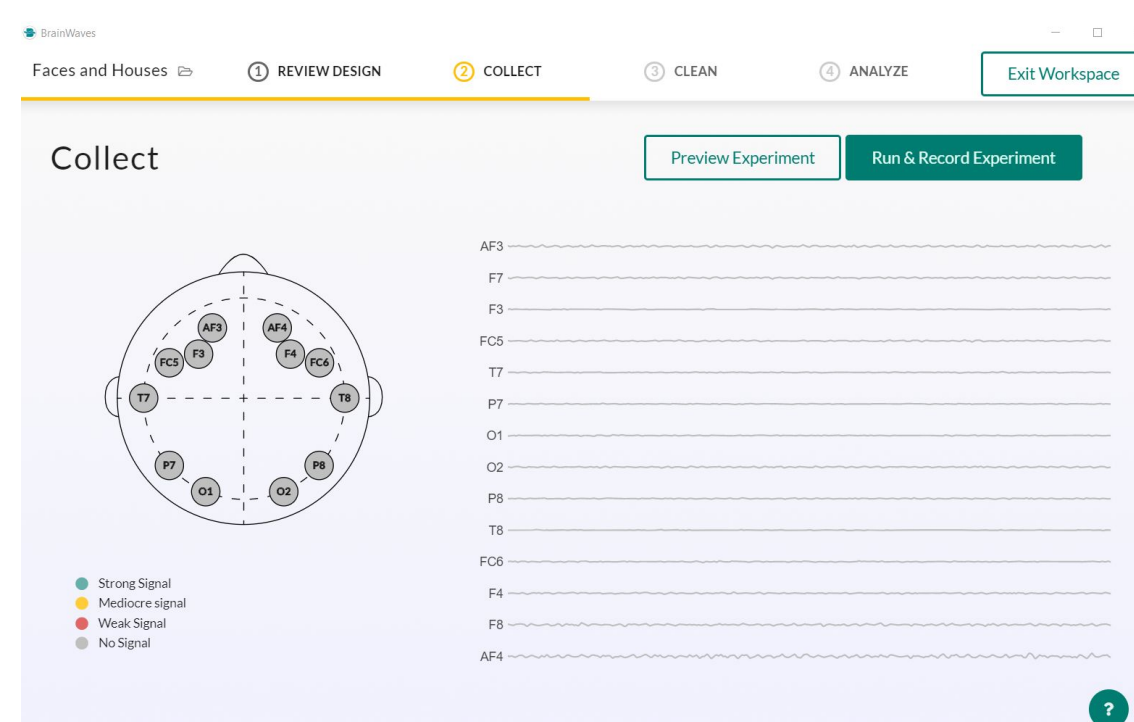 BrainWaves
Faces and Houses
1 REVIEW DESIGN
2 COLLECT
3 CLEAN
4 ANALYZE
Exit Workspace
Collect
Preview Experiment
Run & Record Experiment
AF3 AF4
F3 F4
FC5 FC6
T7 T8
P7 P8
O1 O2
Strong Signal
Mediocre signal
Weak Signal
No Signal
AF3
F7
F3
FC5
T7
P7
O1
O2
P8
T8
FC6
F4
F8
AF4
?